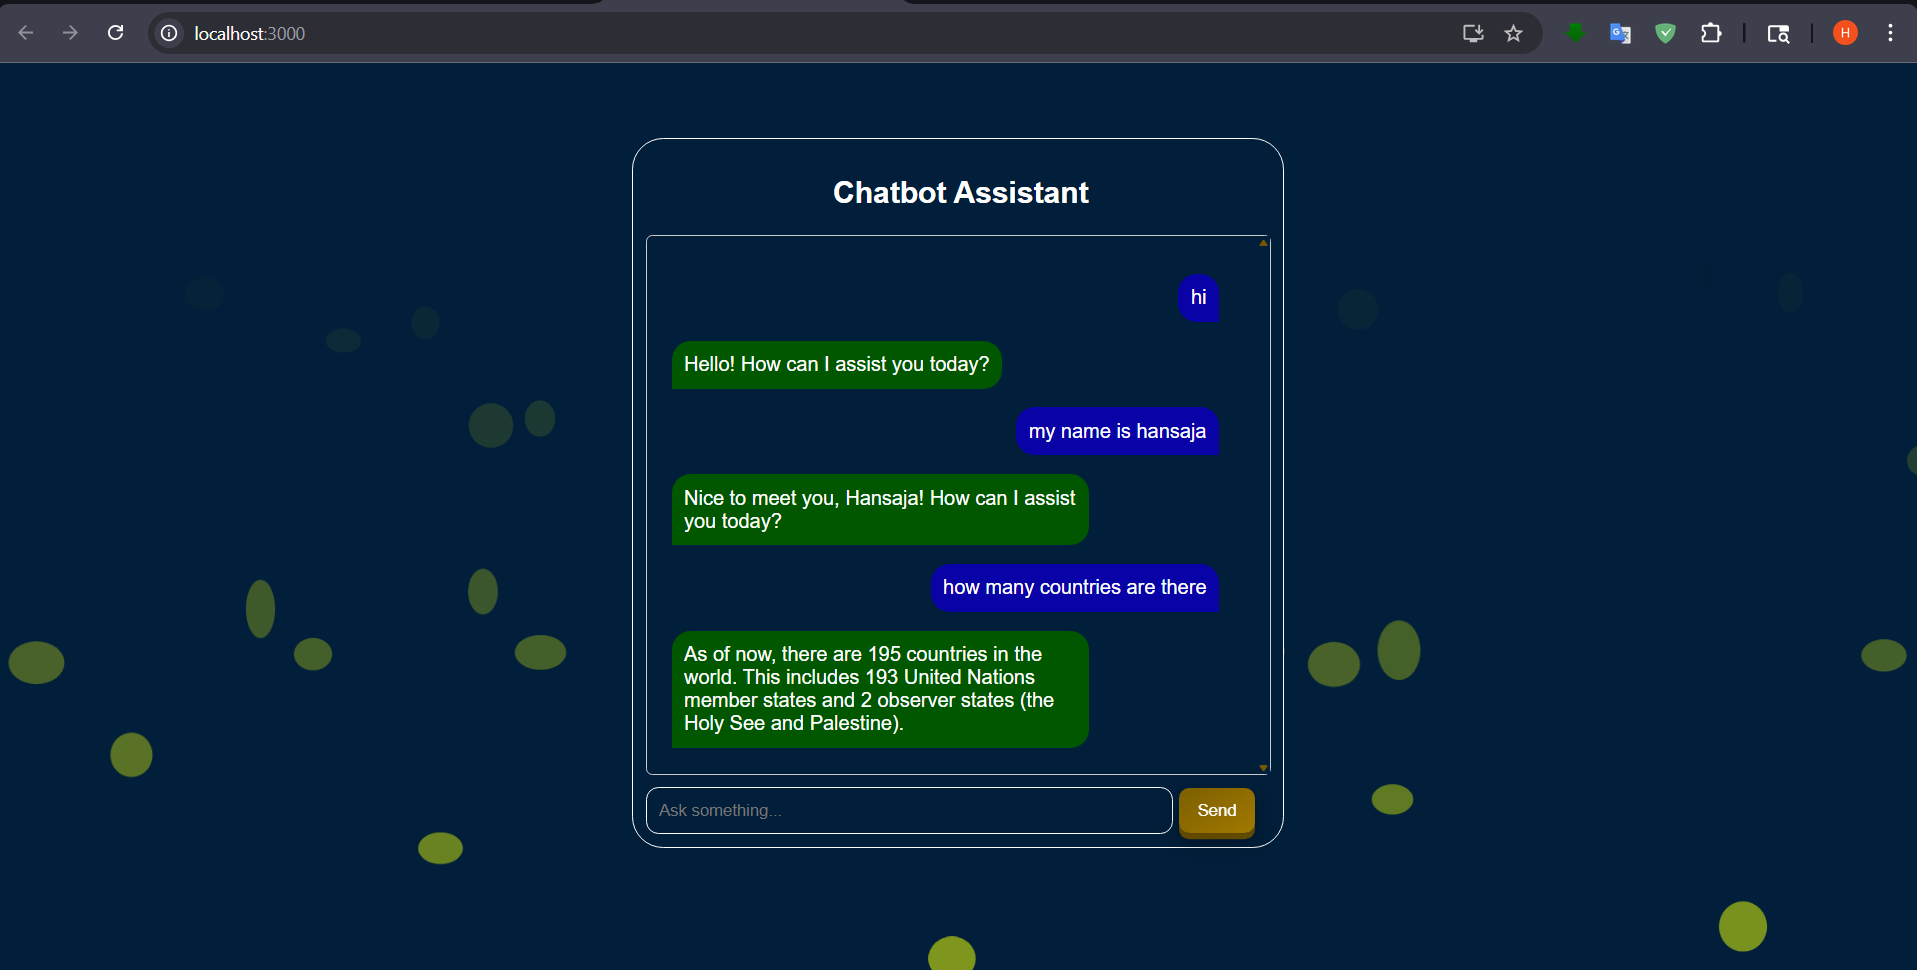 localhost:3000
H
Chatbot Assistant
hi
Hello! How can I assist you today?
my name is hansaja
Nice to meet you, Hansaja! How can I assist
you today?
how many countries are there
As of now, there are 195 countries in the
world. This includes 193 United Nations
member states and 2 observer states (the
Holy See and Palestine).
Ask something...
Send